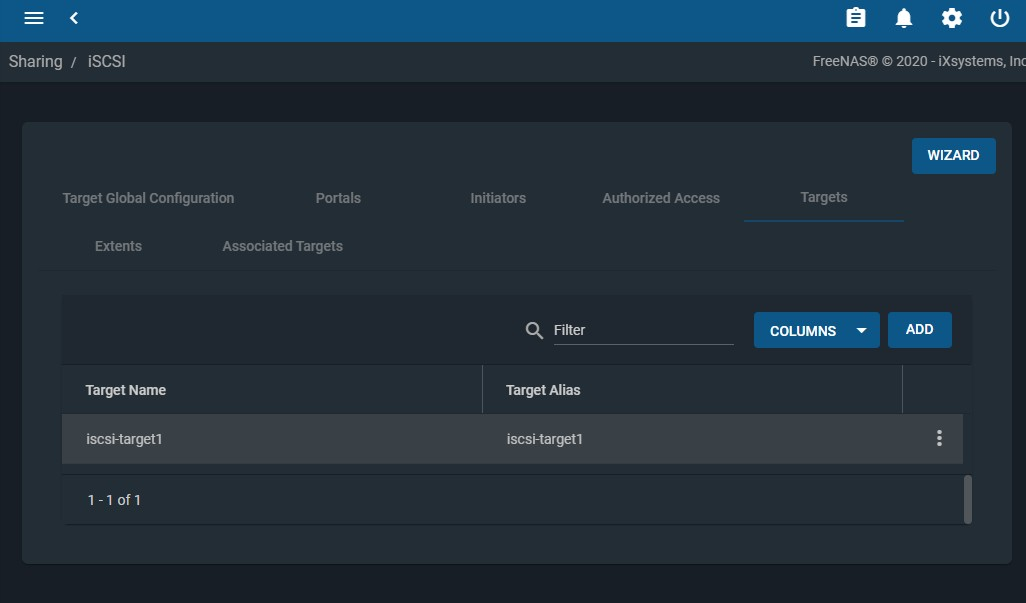 Sharing / iSCSI
FreeNAS® © 2020 - iXsystems, Inc
WIZARD
Target Global Configuration Portals Initiators Authorized Access Targets
Extents Associated Targets
Filter COLUMNS ADD
Target Name Target Alias
iscsi-target1 iscsi-target1
1 - 1 of 1